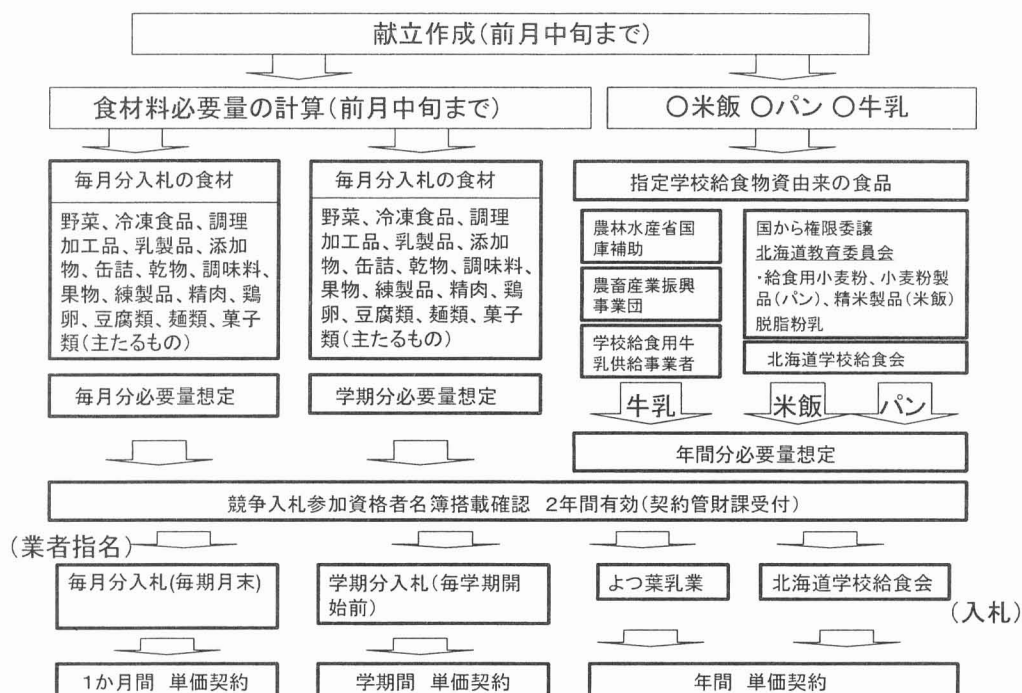 献立作成(前月中旬まで)
食材料必要量の計算(前月中旬まで)
〇米飯 〇パン 〇牛乳
毎月分入札の食材
野菜、冷凍食品、調理
加工品、乳製品、添加
物、缶詰、乾物、調味料、
果物、練製品、精肉、鶏
卵、豆腐類、麺類、菓子
類(主たるもの)
毎月分入札の食材
野菜、冷凍食品、調理
加工品、乳製品、添加
物、缶詰、乾物、調味料、
果物、練製品、精肉、鶏
卵、豆腐類、麺類、菓子
類(主たるもの)
指定学校給食物資由来の食品
農林水産省国
庫補助
農畜産業振興
事業団
学校給食用牛
乳供給事業者
国から権限委譲
北海道教育委員会
・給食用小麦粉、小麦粉製
品(パン)、精米製品(米飯)
脱脂粉乳
北海道学校給食会
毎月分必要量想定
学期分必要量想定
牛乳
米飯
パン
年間分必要量想定
競争入札参加資格者名簿搭載確認 2年間有効(契約管財課受付)
(業者指名)
毎月分入札(毎期月末)
学期分入札(毎学期開
始前)
よつ葉乳業
北海道学校給食会
(入札)
1か月間 単価契約
学期間 単価契約
年間 単価契約